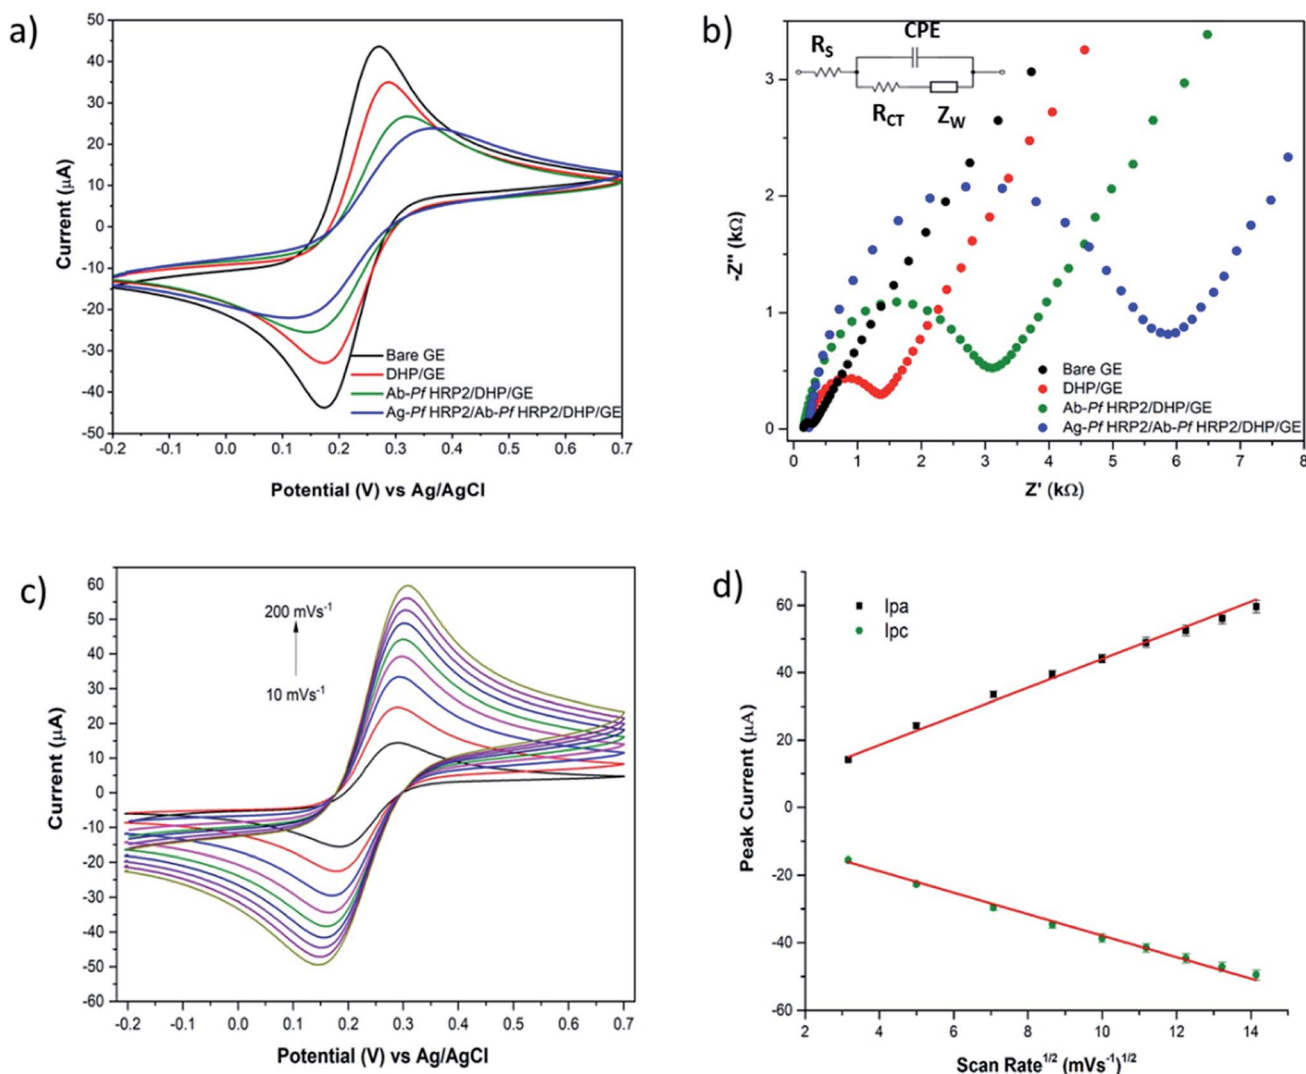 a)
50
40
30
20
10
0
-10
-20
-30
-40
-50
Current (µA)
Bare GE
DHP/GE
Ab-Pf HRP2/DHP/GE
Ag-Pf HRP2/Ab-Pf HRP2/DHP/GE
-0.2 0.0 0.1 0.2 0.3 0.4 0.5 0.6 0.7
Potential (V) vs Ag/AgCl
b)
3
2
1
0
-Z" (kΩ)
CPE
RS
RCT
ZW
Bare GE
DHP/GE
Ab-Pf HRP2/DHP/GE
Ag-Pf HRP2/Ab-Pf HRP2/DHP/GE
0 1 2 3 4 5 6 7 8
Z' (kΩ)
c)
60
50
40
30
20
10
0
-10
-20
-30
-40
-50
-60
Current (µA)
200 mVs-1
10 mVs-1
-0.2 -0.1 0.0 0.1 0.2 0.3 0.4 0.5 0.6 0.7
Potential (V) vs Ag/AgCl
d)
60
40
20
0
-20
-40
-60
Peak Current (µA)
Ipa
Ipc
2 4 6 8 10 12 14
Scan Rate1/2 (mVs-1)1/2